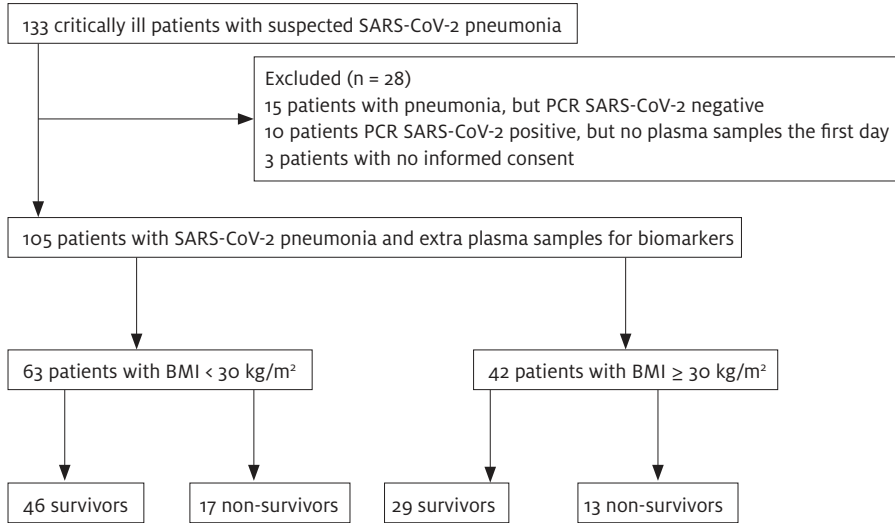 133 critically ill patients with suspected SARS-CoV-2 pneumonia
Excluded (n = 28)
15 patients with pneumonia, but PCR SARS-CoV-2 negative
10 patients PCR SARS-CoV-2 positive, but no plasma samples the first day
3 patients with no informed consent
105 patients with SARS-CoV-2 pneumonia and extra plasma samples for biomarkers
63 patients with BMI < 30 kg/m²
42 patients with BMI ≥ 30 kg/m²
46 survivors
17 non-survivors
29 survivors
13 non-survivors